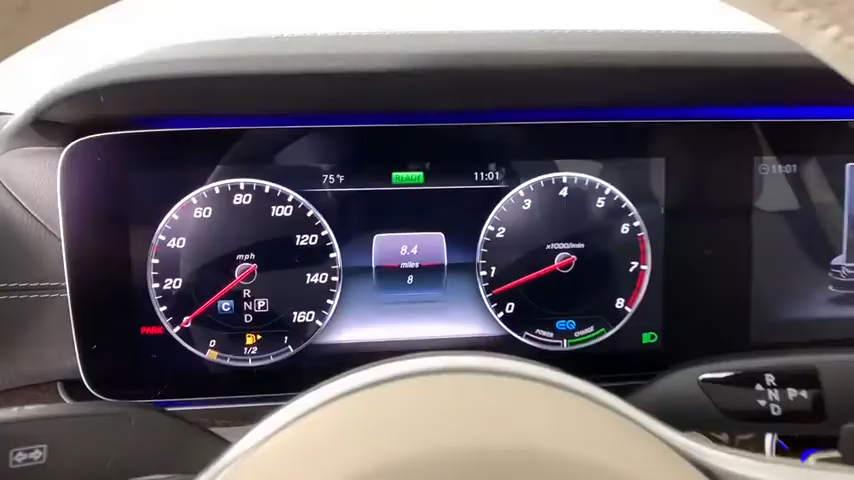 75°F
READY
11:01
11:01
0
20
40
60
80
100
120
140
160
mph
R
N
D
C
P
PARK
0
1/2
1
8.4
miles
8
0
1
2
3
4
5
6
7
8
x1000/min
EQ
POWER
CHARGE
R
N
D
P